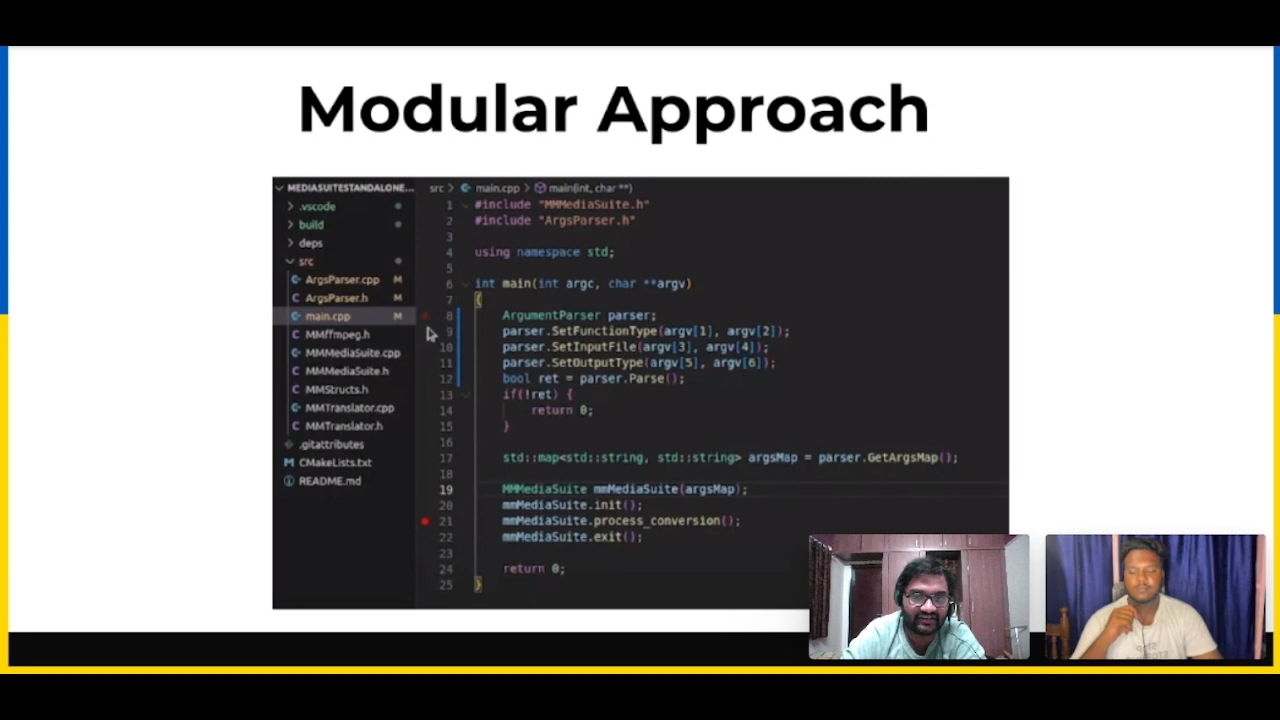 Modular Approach
MEDIASUITESTANDALONE...
.vscode
build
deps
src
ArgsParser.cpp M
ArgsParser.h M
main.cpp M
MMffmpeg.h
MMMediaSuite.cpp
MMMediaSuite.h
MMStructs.h
MMTranslator.cpp
MMTranslator.h
.gitattributes
CMakeLists.txt
README.md
src > main.cpp > main(int, char **)
1 #include "MMMediaSuite.h"
2 #include "ArgsParser.h"
3
4 using namespace std;
5
6 int main(int argc, char **argv)
7 {
8 ArgumentParser parser;
9 parser.SetFunctionType(argv[1], argv[2]);
10 parser.SetInputFile(argv[3], argv[4]);
11 parser.SetOutputType(argv[5], argv[6]);
12 bool ret = parser.Parse();
13 if(!ret) {
14 return 0;
15 }
16
17 std::map<std::string, std::string> argsMap = parser.GetArgsMap();
18
19 MMMediaSuite mmMediaSuite(argsMap);
20 mmMediaSuite.init();
21 mmMediaSuite.process_conversion();
22 mmMediaSuite.exit();
23
24 return 0;
25 }